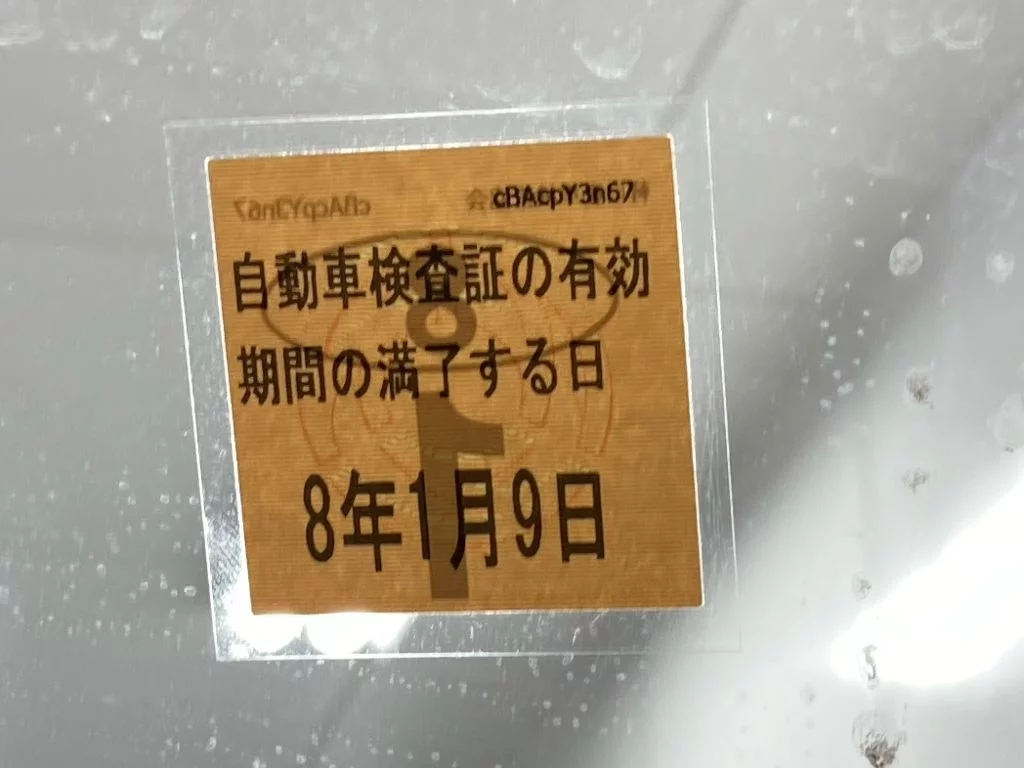 cBAcpY3n67
自動車検査証の有効
期間の満了する日
8年1月9日